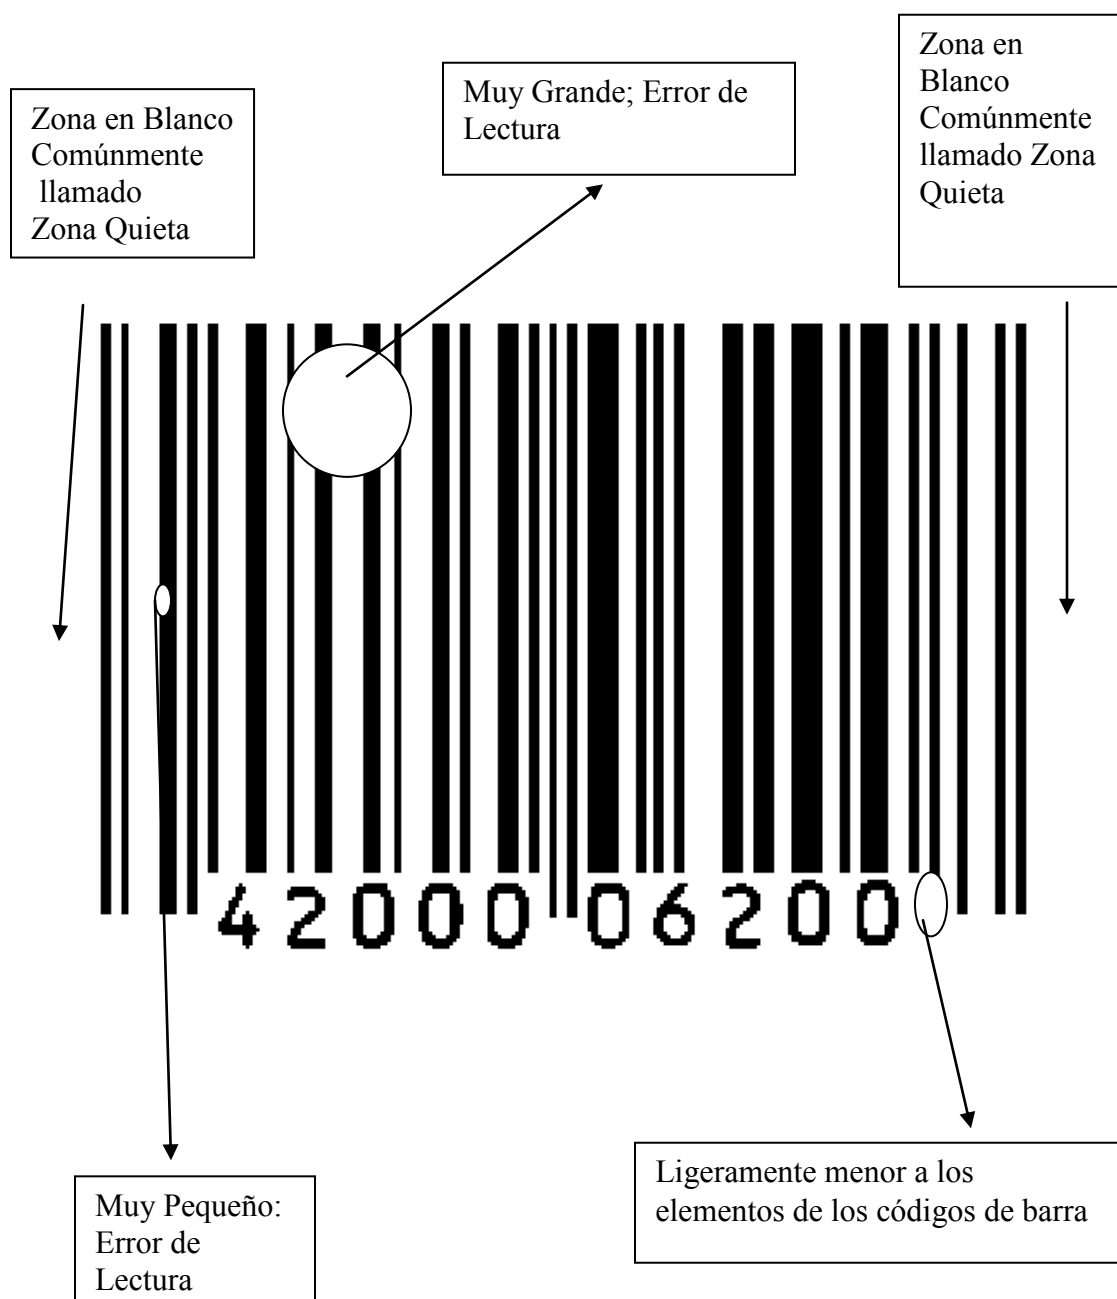 Zona en Blanco
Comúnmente
llamado
Zona Quieta
Muy Grande; Error de
Lectura
Zona en
Blanco
Comúnmente
llamado Zona
Quieta
42000 06200
Muy Pequeño:
Error de
Lectura
Ligeramente menor a los
elementos de los códigos de barra